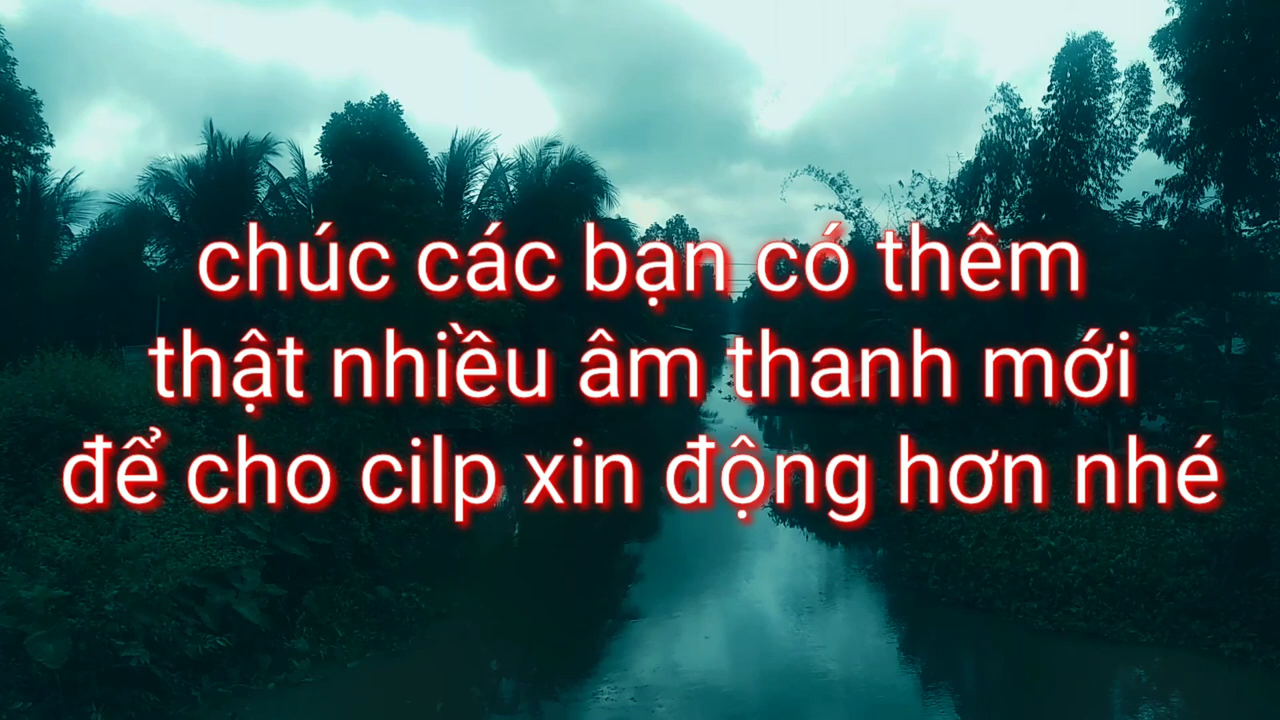 chúc các bạn có thêm
thật nhiều âm thanh mới
để cho cilp xin động hơn nhé